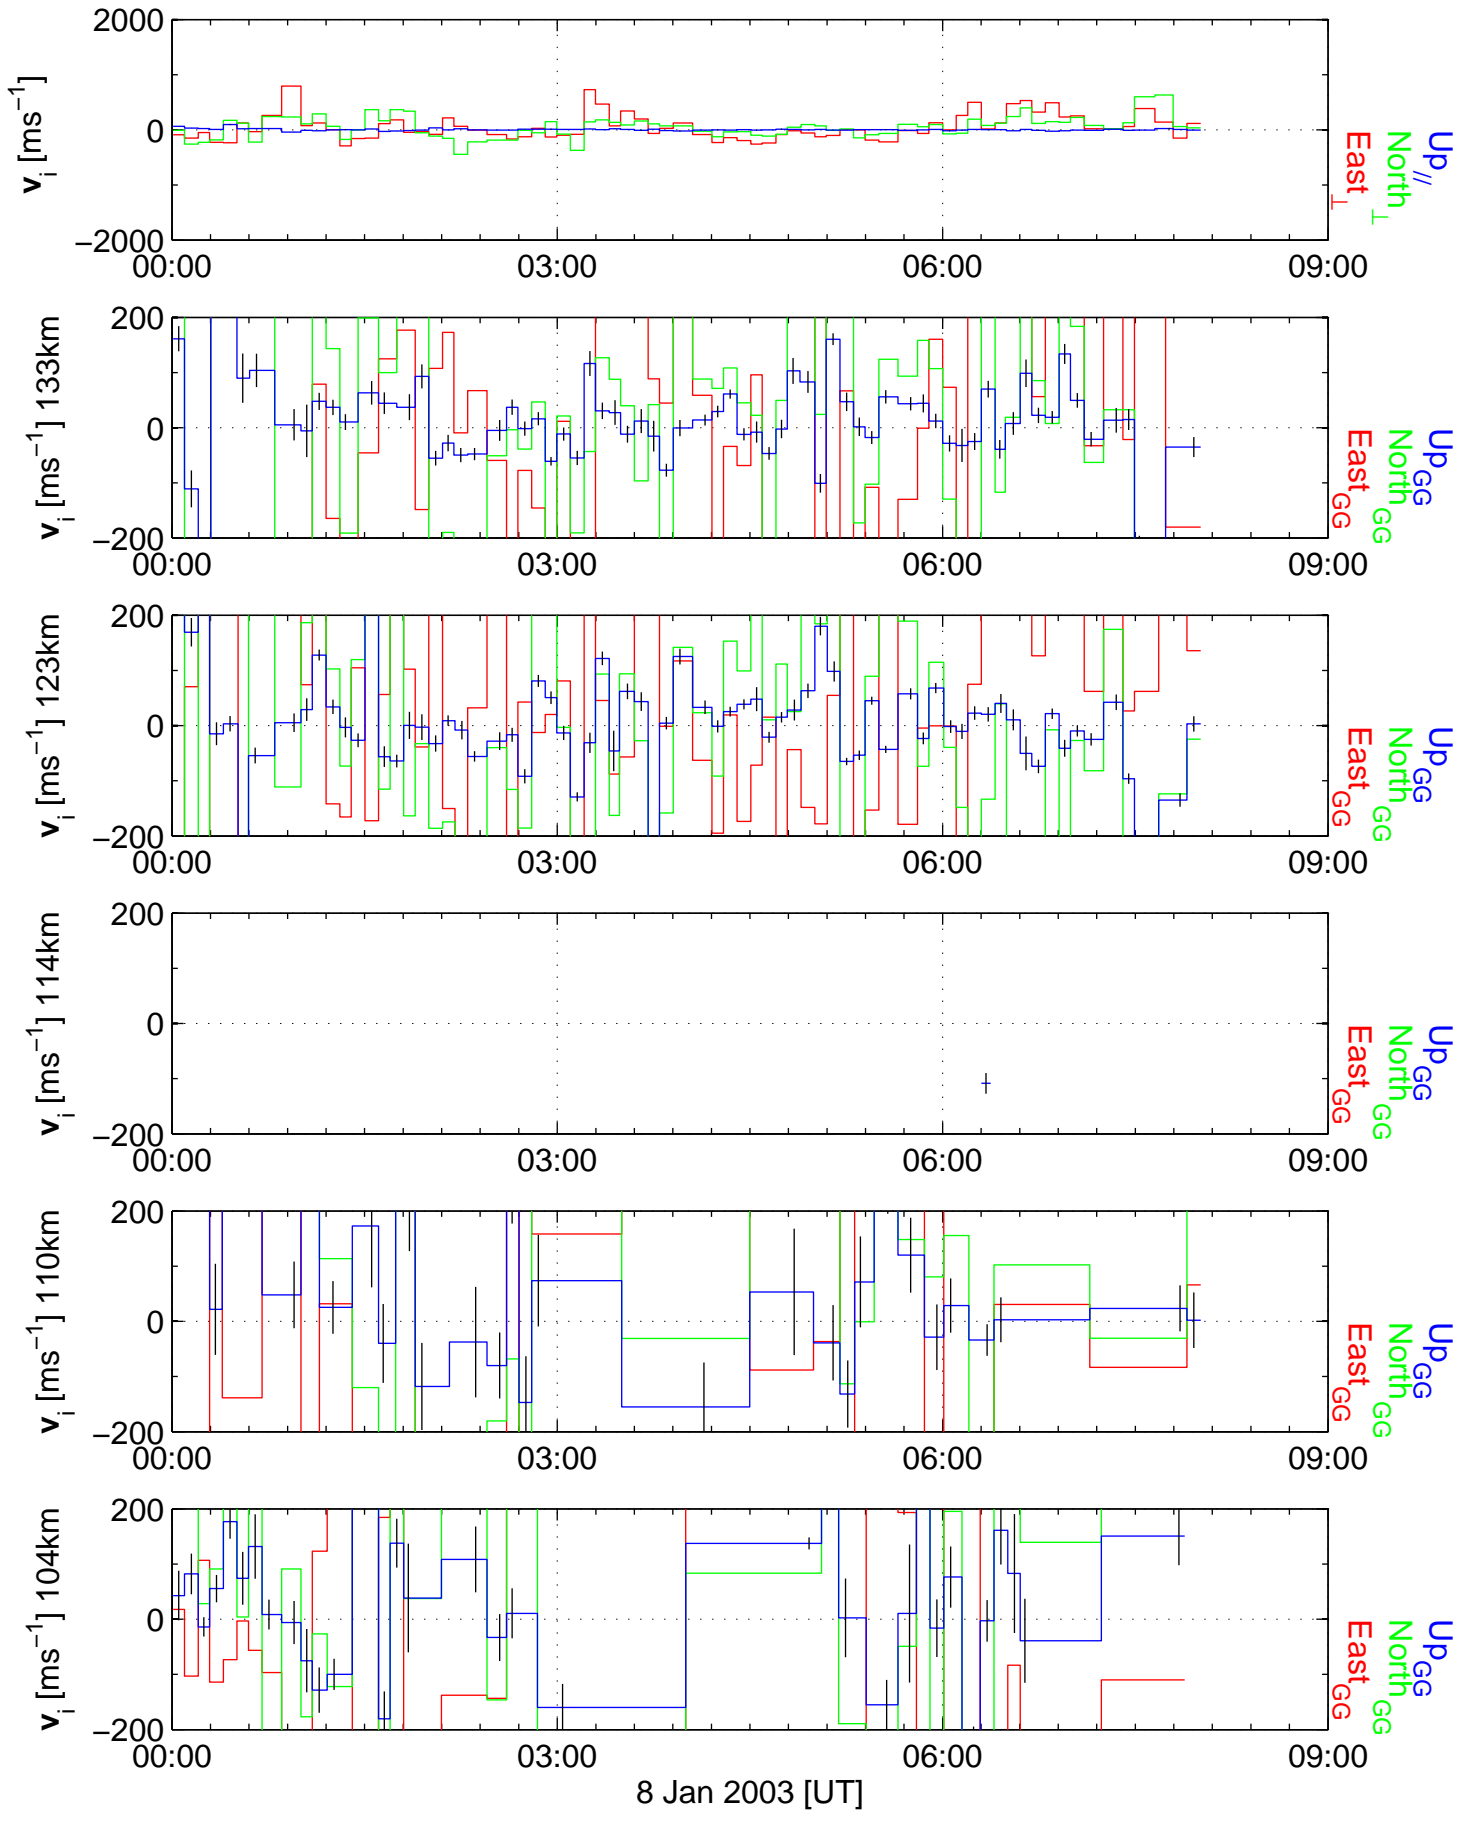 2000
0
−2000
v_i [ms^−1]
00:00 03:00 06:00 09:00
East_⊥
North_⊥
Up_//
200
0
−200
v_i [ms^−1] 133km
00:00 03:00 06:00 09:00
East_GG
North_GG
Up_GG
200
0
−200
v_i [ms^−1] 123km
00:00 03:00 06:00 09:00
East_GG
North_GG
Up_GG
200
0
−200
v_i [ms^−1] 114km
00:00 03:00 06:00 09:00
East_GG
North_GG
Up_GG
200
0
−200
v_i [ms^−1] 110km
00:00 03:00 06:00 09:00
East_GG
North_GG
Up_GG
200
0
−200
v_i [ms^−1] 104km
00:00 03:00 06:00 09:00
East_GG
North_GG
Up_GG
8 Jan 2003 [UT]